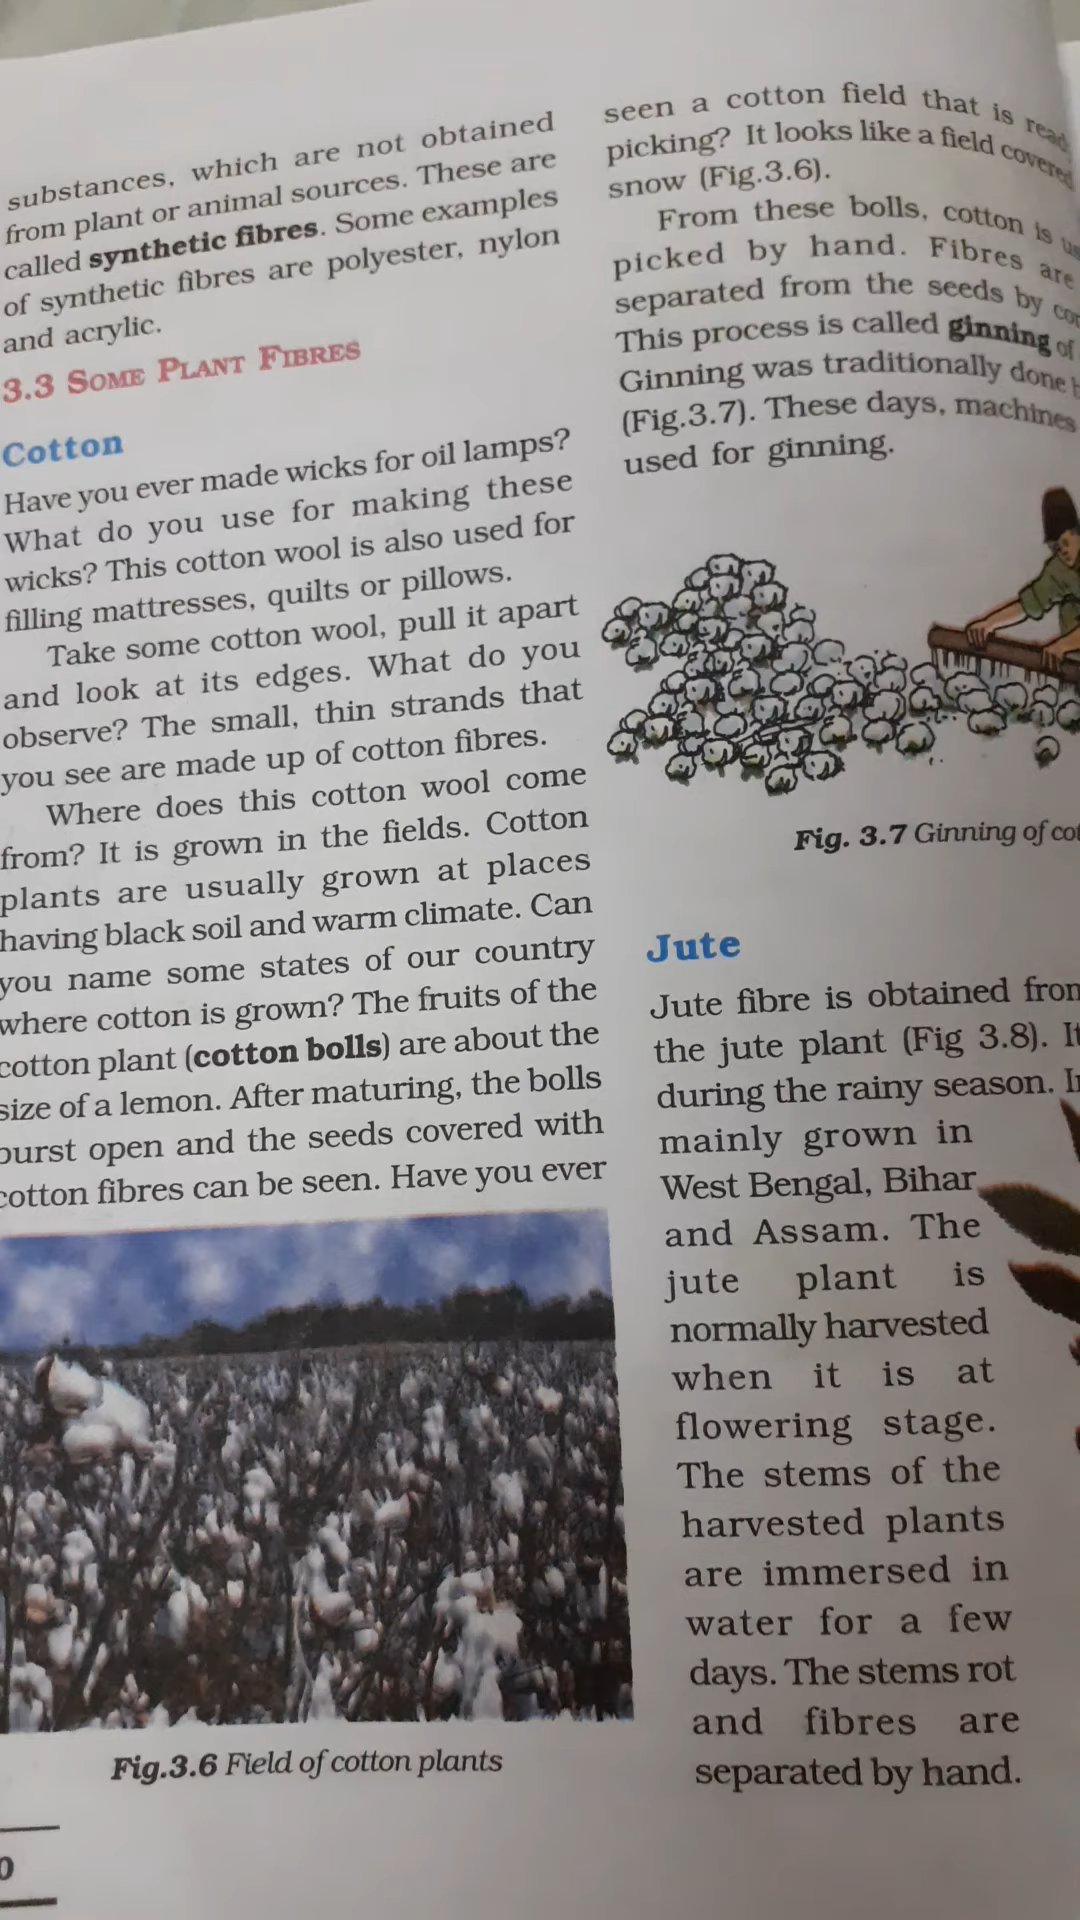 substances, which are not obtained
from plant or animal sources. These are
called synthetic fibres. Some examples
of synthetic fibres are polyester, nylon
and acrylic.
3.3 SOME PLANT FIBRES
Cotton
Have you ever made wicks for oil lamps?
What do you use for making these
wicks? This cotton wool is also used for
filling mattresses, quilts or pillows.
Take some cotton wool, pull it apart
and look at its edges. What do you
observe? The small, thin strands that
you see are made up of cotton fibres.
Where does this cotton wool come
from? It is grown in the fields. Cotton
plants are usually grown at places
having black soil and warm climate. Can
you name some states of our country
where cotton is grown? The fruits of the
cotton plant (cotton bolls) are about the
size of a lemon. After maturing, the bolls
burst open and the seeds covered with
cotton fibres can be seen. Have you ever
Fig.3.6 Field of cotton plants
seen a cotton field that is
picking? It looks like a field covered
snow (Fig.3.6).
From these bolls, cotton is
picked by hand. Fibres are
separated from the seeds by
This process is called ginning of
Ginning was traditionally done
(Fig.3.7). These days, machines
used for ginning.
Fig. 3.7 Ginning of
Jute
Jute fibre is obtained from
the jute plant (Fig 3.8).
during the rainy season.
mainly grown in
West Bengal, Bihar
and Assam. The
jute plant is
normally harvested
when it is at
flowering stage.
The stems of the
harvested plants
are immersed in
water for a few
days. The stems rot
and fibres are
separated by hand.